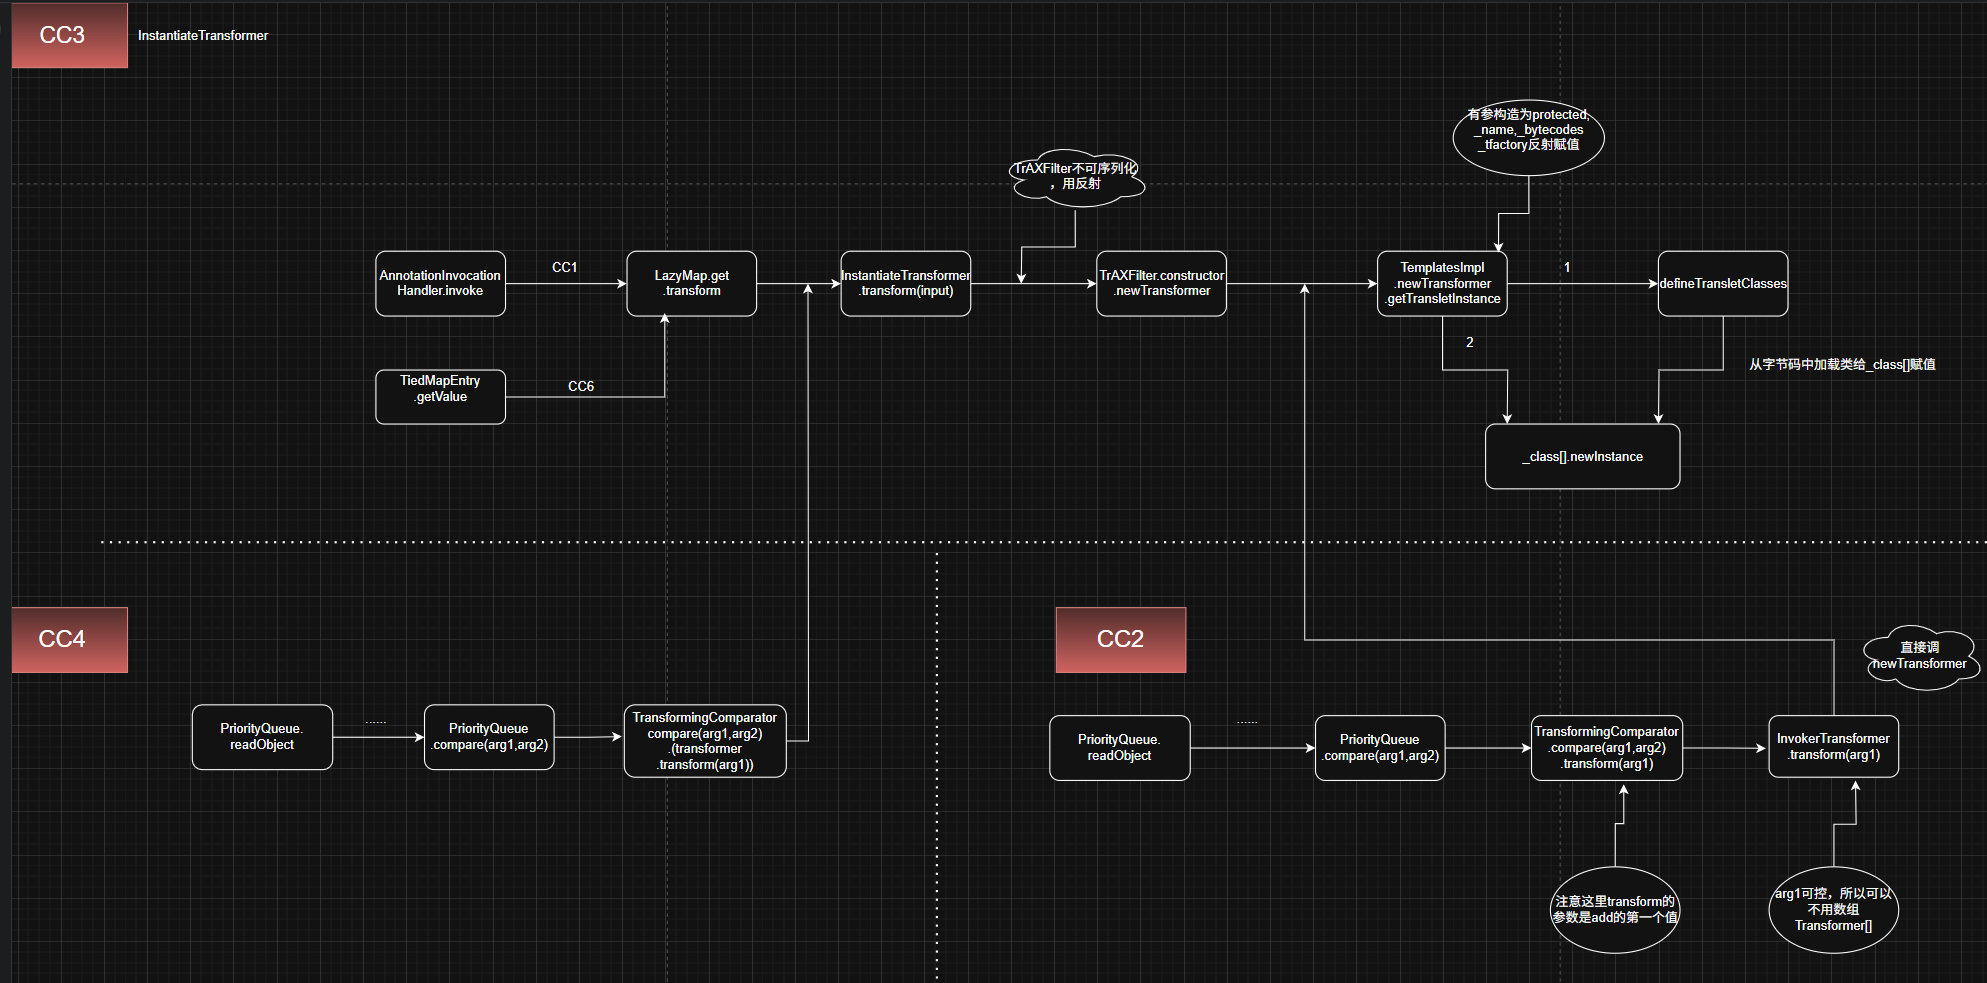 CC3
InstantiateTransformer
有参构造为protected,
_name,_bytecodes
_tfactory反射赋值
TrAXFilter不可序列化
，用反射
AnnotationInvocation
Handler.invoke
CC1
LazyMap.get
.transform
InstantiateTransformer
.transform(input)
TrAXFilter.constructor
.newTransformer
TemplatesImpl
.newTransformer
.getTransletInstance
1
defineTransletClasses
2
从字节码中加载类给_class[]赋值
TiedMapEntry
.getValue
CC6
_class[].newInstance
CC4
PriorityQueue.
readObject
......
PriorityQueue
.compare(arg1,arg2)
TransformingComparator
compare(arg1,arg2)
.(transformer
.transform(arg1))
CC2
直接调
newTransformer
PriorityQueue.
readObject
......
PriorityQueue
.compare(arg1,arg2)
TransformingComparator
.compare(arg1,arg2)
.transform(arg1)
InvokerTransformer
.transform(arg1)
注意这里transform的
参数是add的第一个值
arg1可控，所以可以
不用数组
Transformer[]